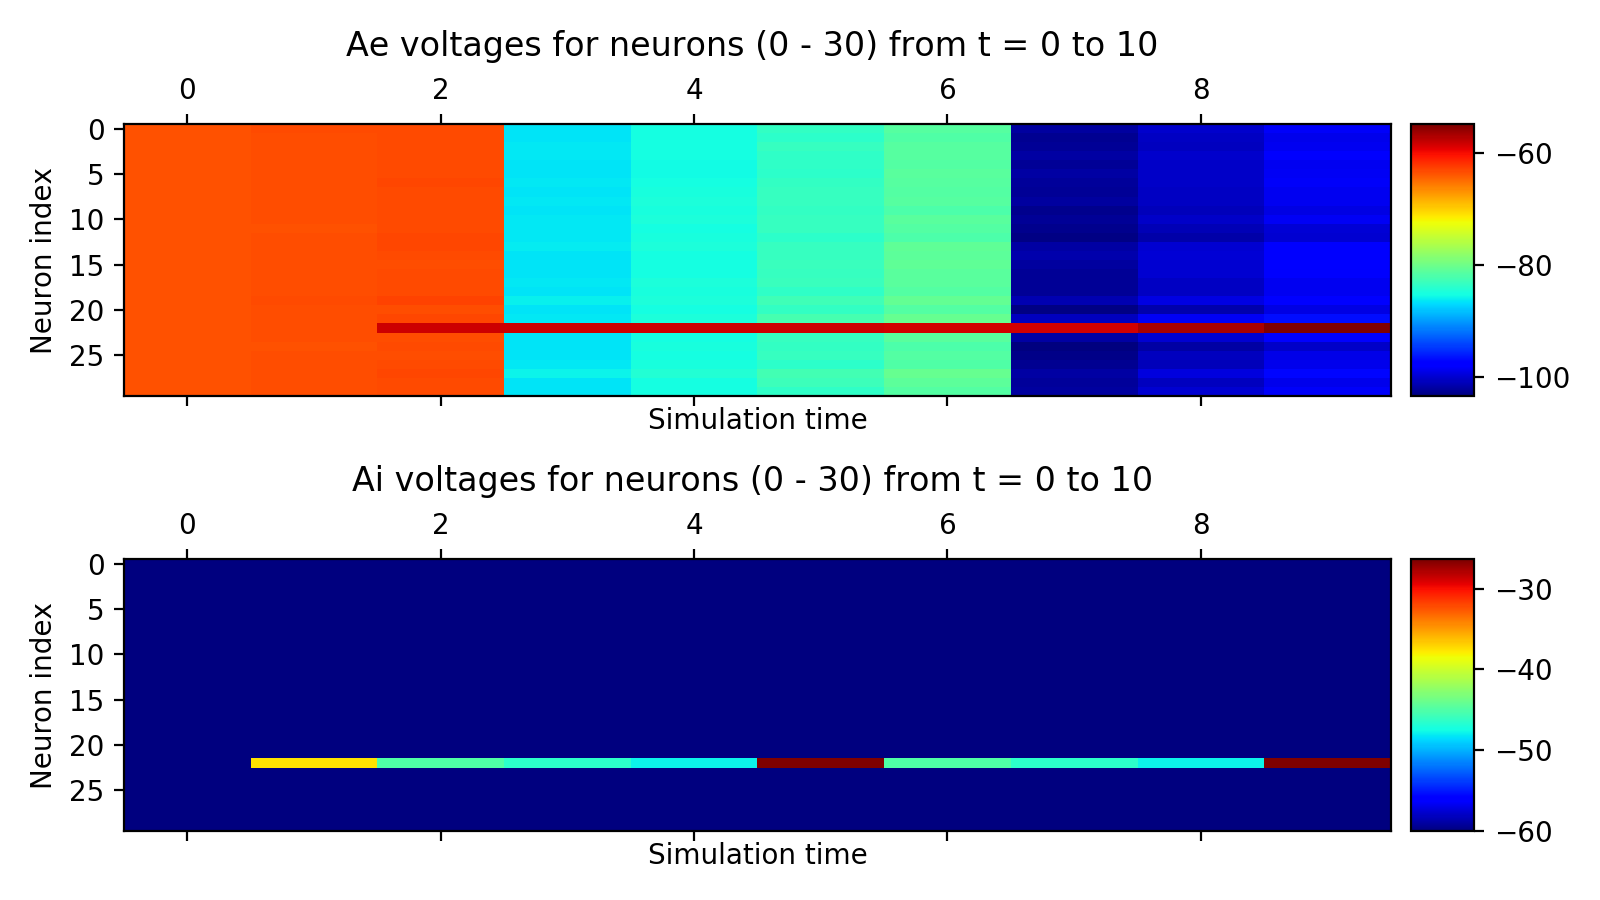 Ae voltages for neurons (0 - 30) from t = 0 to 10
0 2 4 6 8
Neuron index
0
5
10
15
20
25
−60
−80
−100
Simulation time
Ai voltages for neurons (0 - 30) from t = 0 to 10
0 2 4 6 8
Neuron index
0
5
10
15
20
25
−30
−40
−50
−60
Simulation time